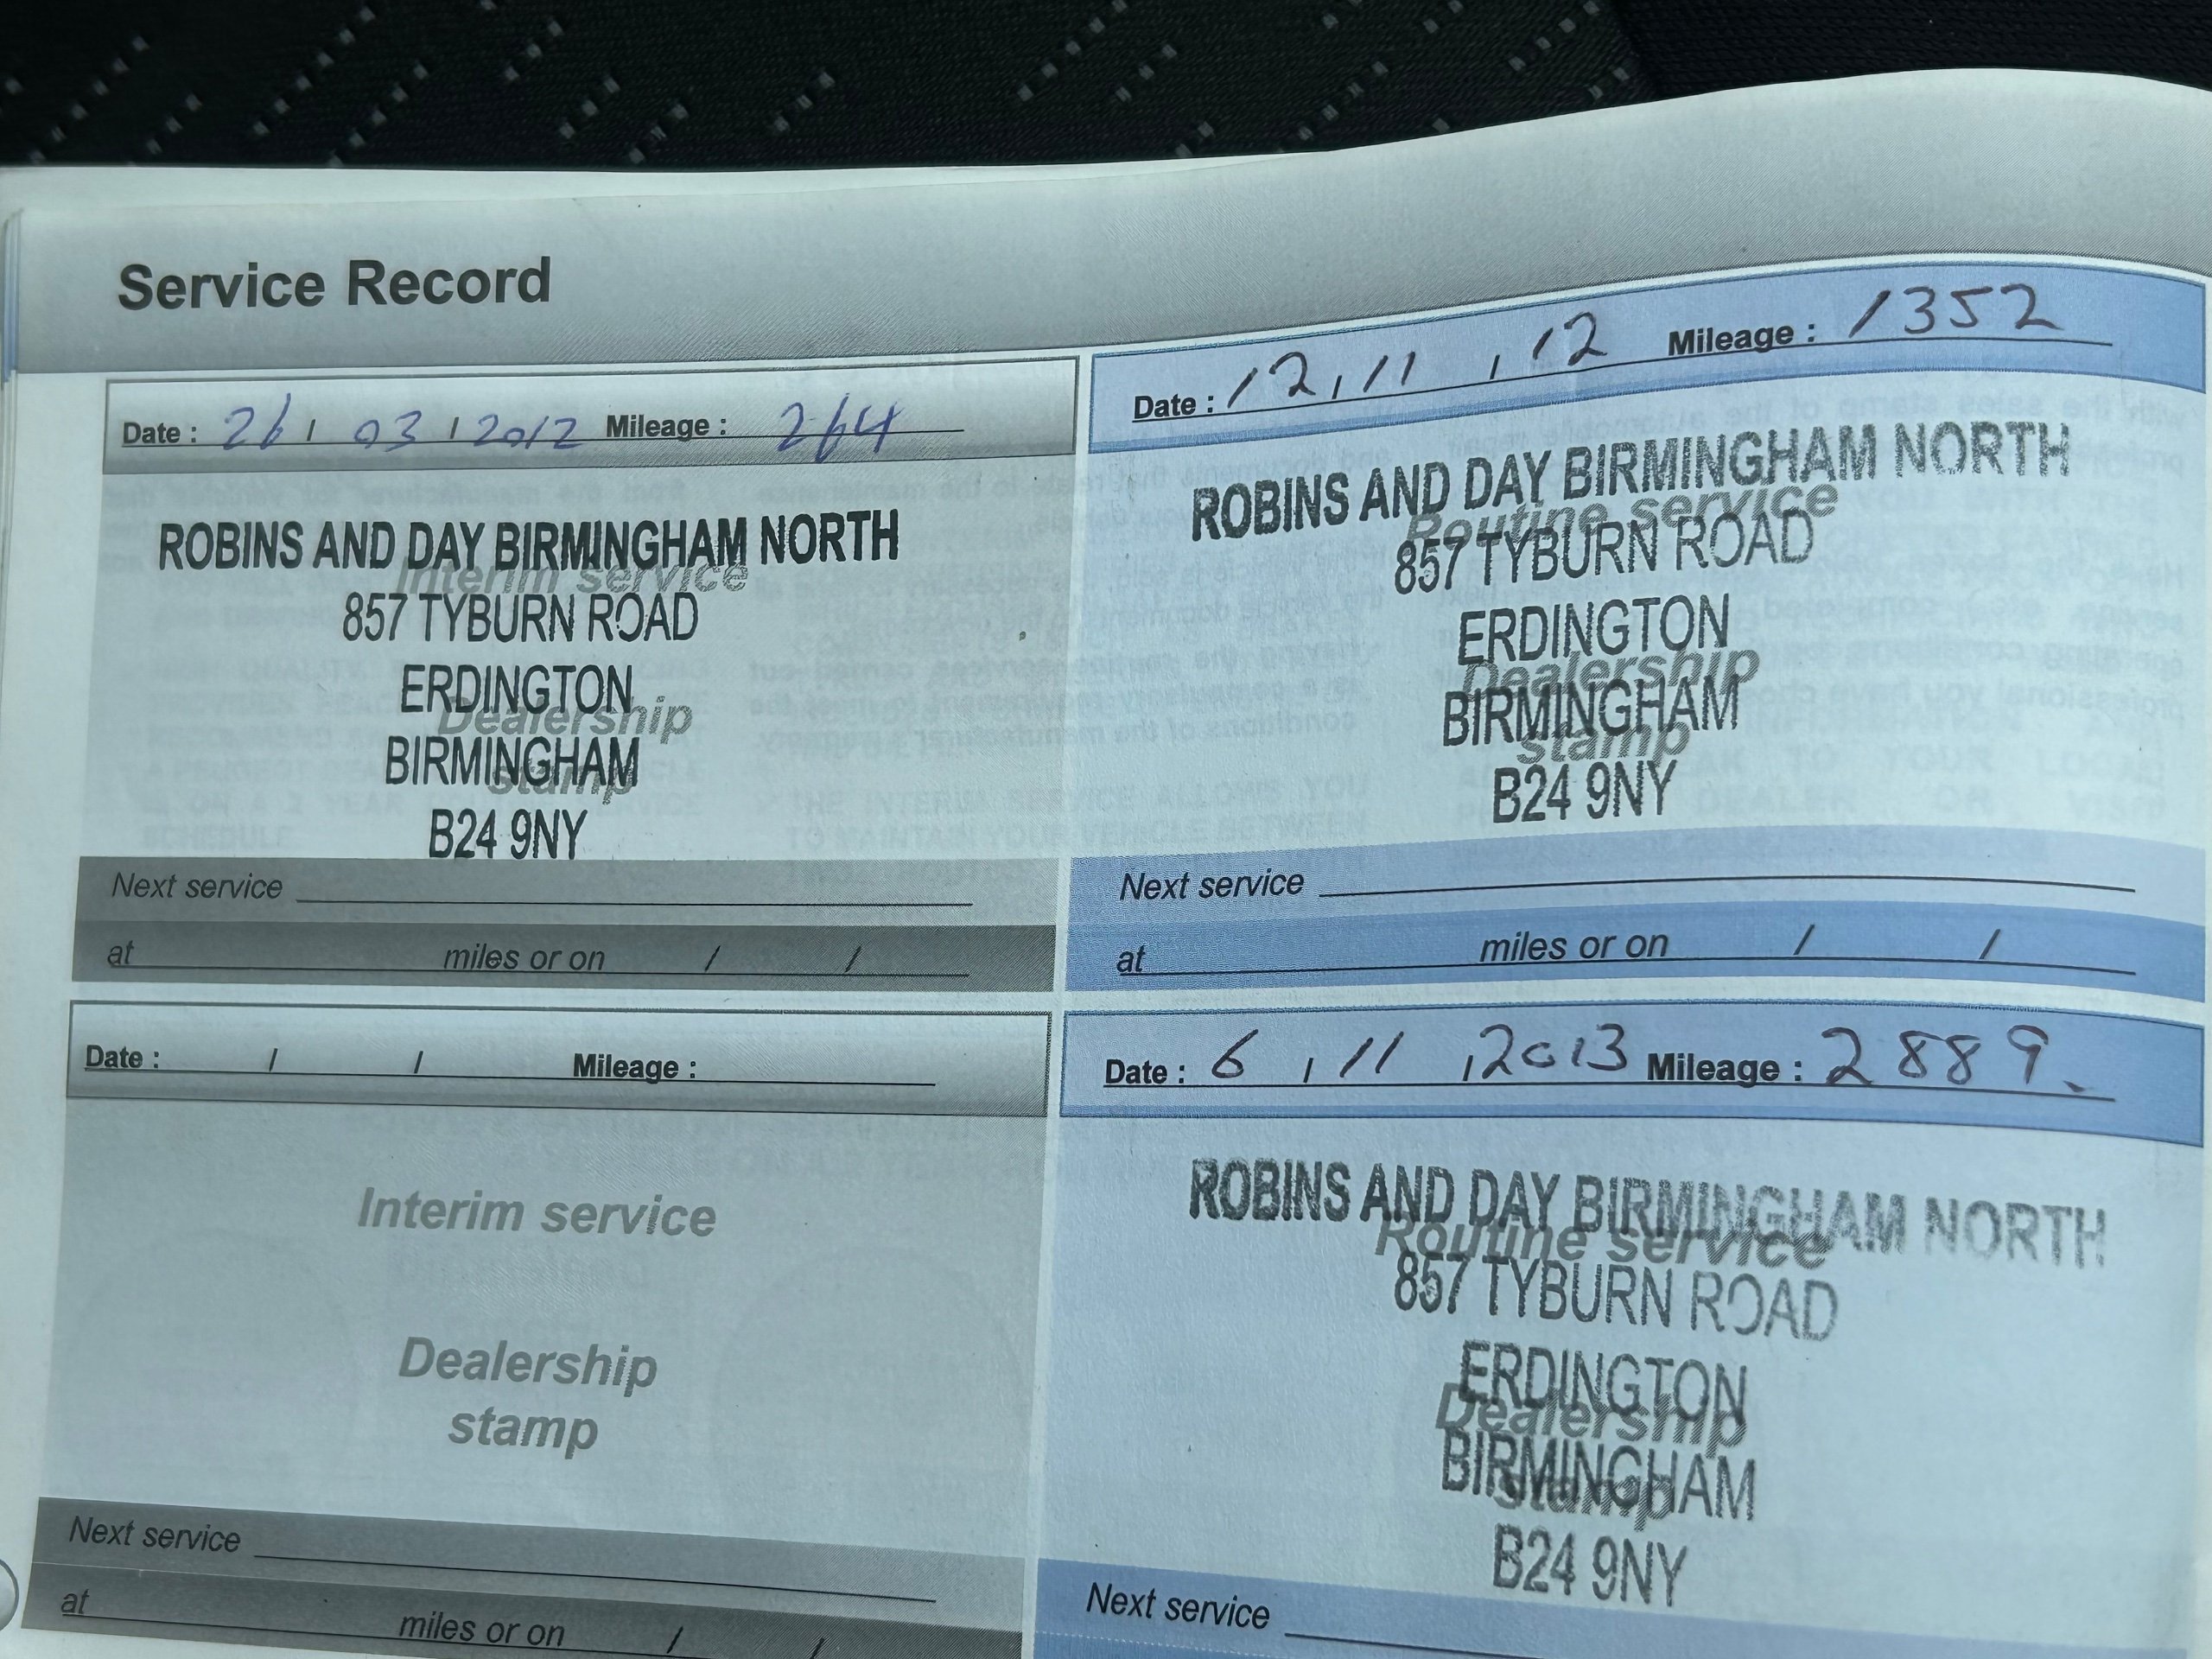 Service Record
Date : 26 / 03 / 2012 Mileage : 264
ROBINS AND DAY BIRMINGHAM NORTH
Interim service
857 TYBURN ROAD
ERDINGTON
Dealership
BIRMINGHAM
stamp
B24 9NY
Next service
at miles or on / /
Date : 12 / 11 / 12 Mileage : 1352
ROBINS AND DAY BIRMINGHAM NORTH
Routine service
857 TYBURN ROAD
ERDINGTON
Dealership
BIRMINGHAM
stamp
B24 9NY
Next service
at miles or on / /
Date : / / Mileage :
Interim service
Dealership
stamp
Next service
at miles or on / /
Date : 6 / 11 / 2013 Mileage : 2889.
ROBINS AND DAY BIRMINGHAM NORTH
Routine service
857 TYBURN ROAD
ERDINGTON
Dealership
BIRMINGHAM
stamp
B24 9NY
Next service